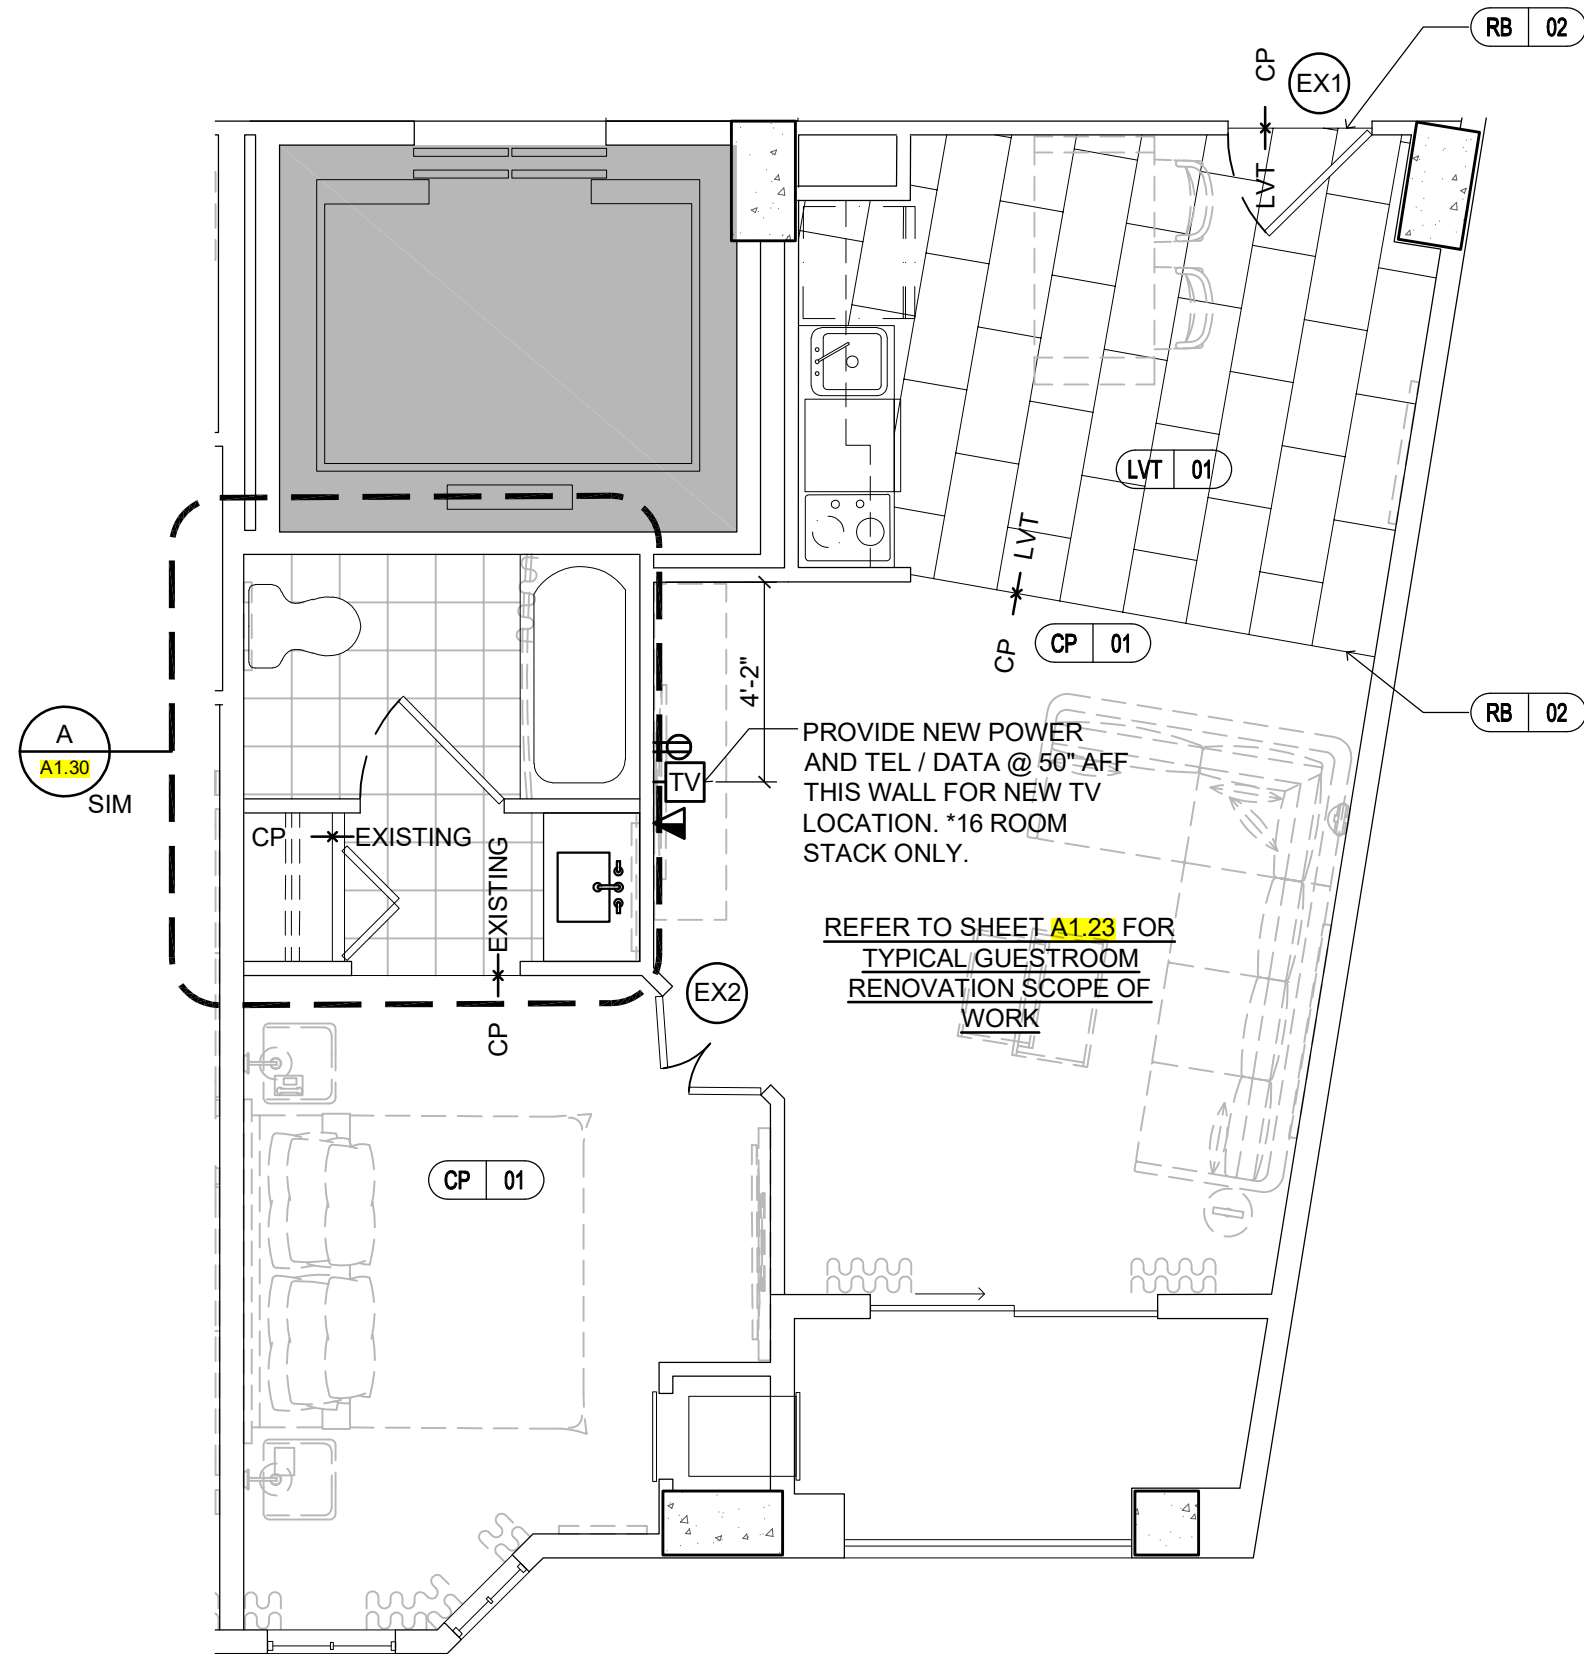 RB 02
CP
EX1
LVT
LVT 01
LVT
CP
CP 01
4'-2"
RB 02
A
A1.30
SIM
TV
PROVIDE NEW POWER
AND TEL / DATA @ 50" AFF
THIS WALL FOR NEW TV
LOCATION. *16 ROOM
STACK ONLY.
CP
EXISTING
EXISTING
CP
REFER TO SHEET A1.23 FOR
TYPICAL GUESTROOM
RENOVATION SCOPE OF
WORK
EX2
CP 01